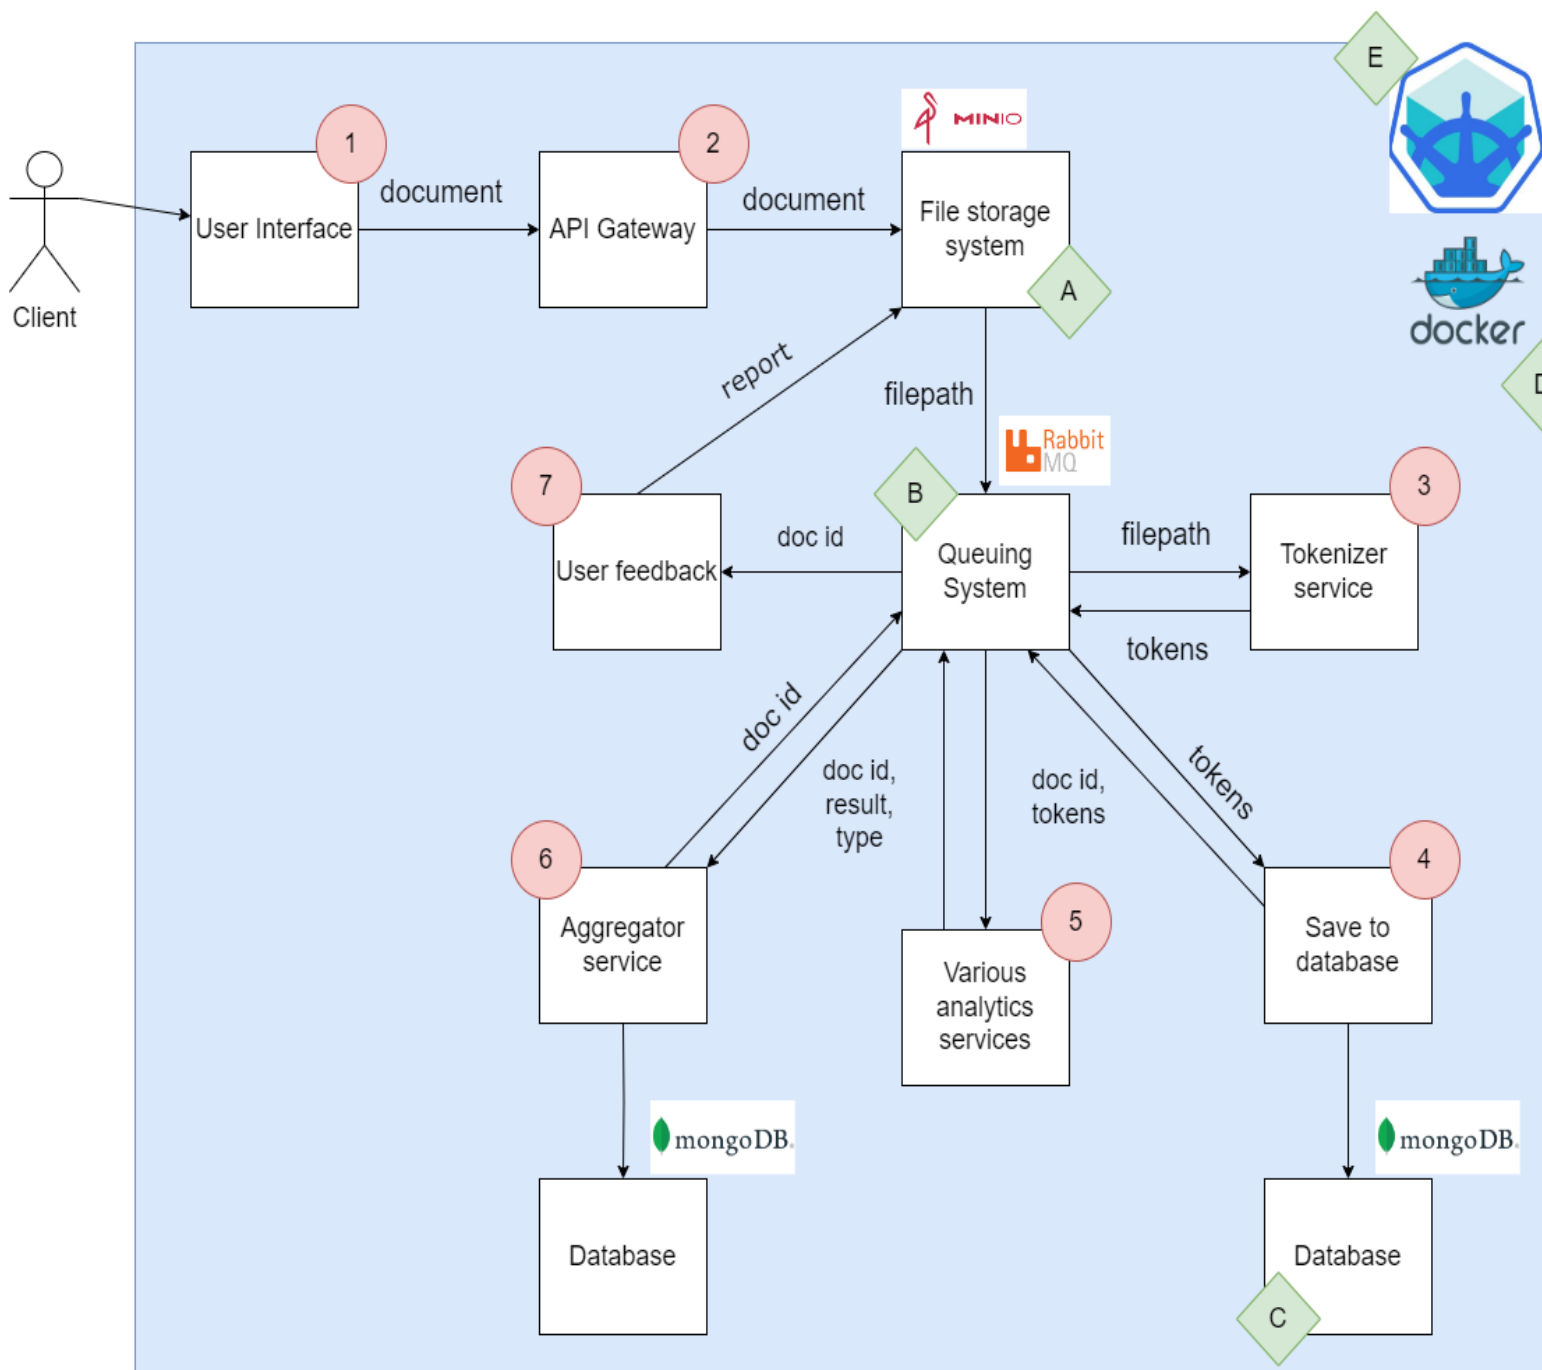 E
1
2
MINIO
document
document
User Interface
API Gateway
File storage
system
A
Client
docker
report
filepath
D
Rabbit
MQ
7
B
3
doc id
filepath
User feedback
Queuing
System
Tokenizer
service
tokens
doc id
doc id,
result,
type
doc id,
tokens
tokens
6
4
5
Aggregator
service
Save to
database
Various
analytics
services
mongoDB.
mongoDB.
Database
Database
C